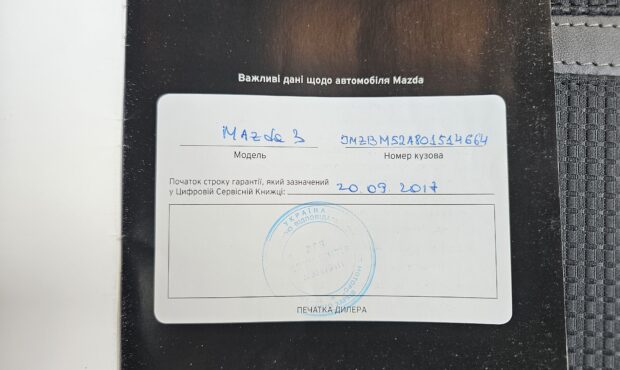 Важливі дані щодо автомобіля Mazda
Mazda 3 JMZBM52A801514664
Модель Номер кузова
Початок строку гарантії, який зазначений
у Цифровій Сервісній Книжці: 20.09.2017
УКРАЇНА
ПЕЧАТКА ДИЛЕРА